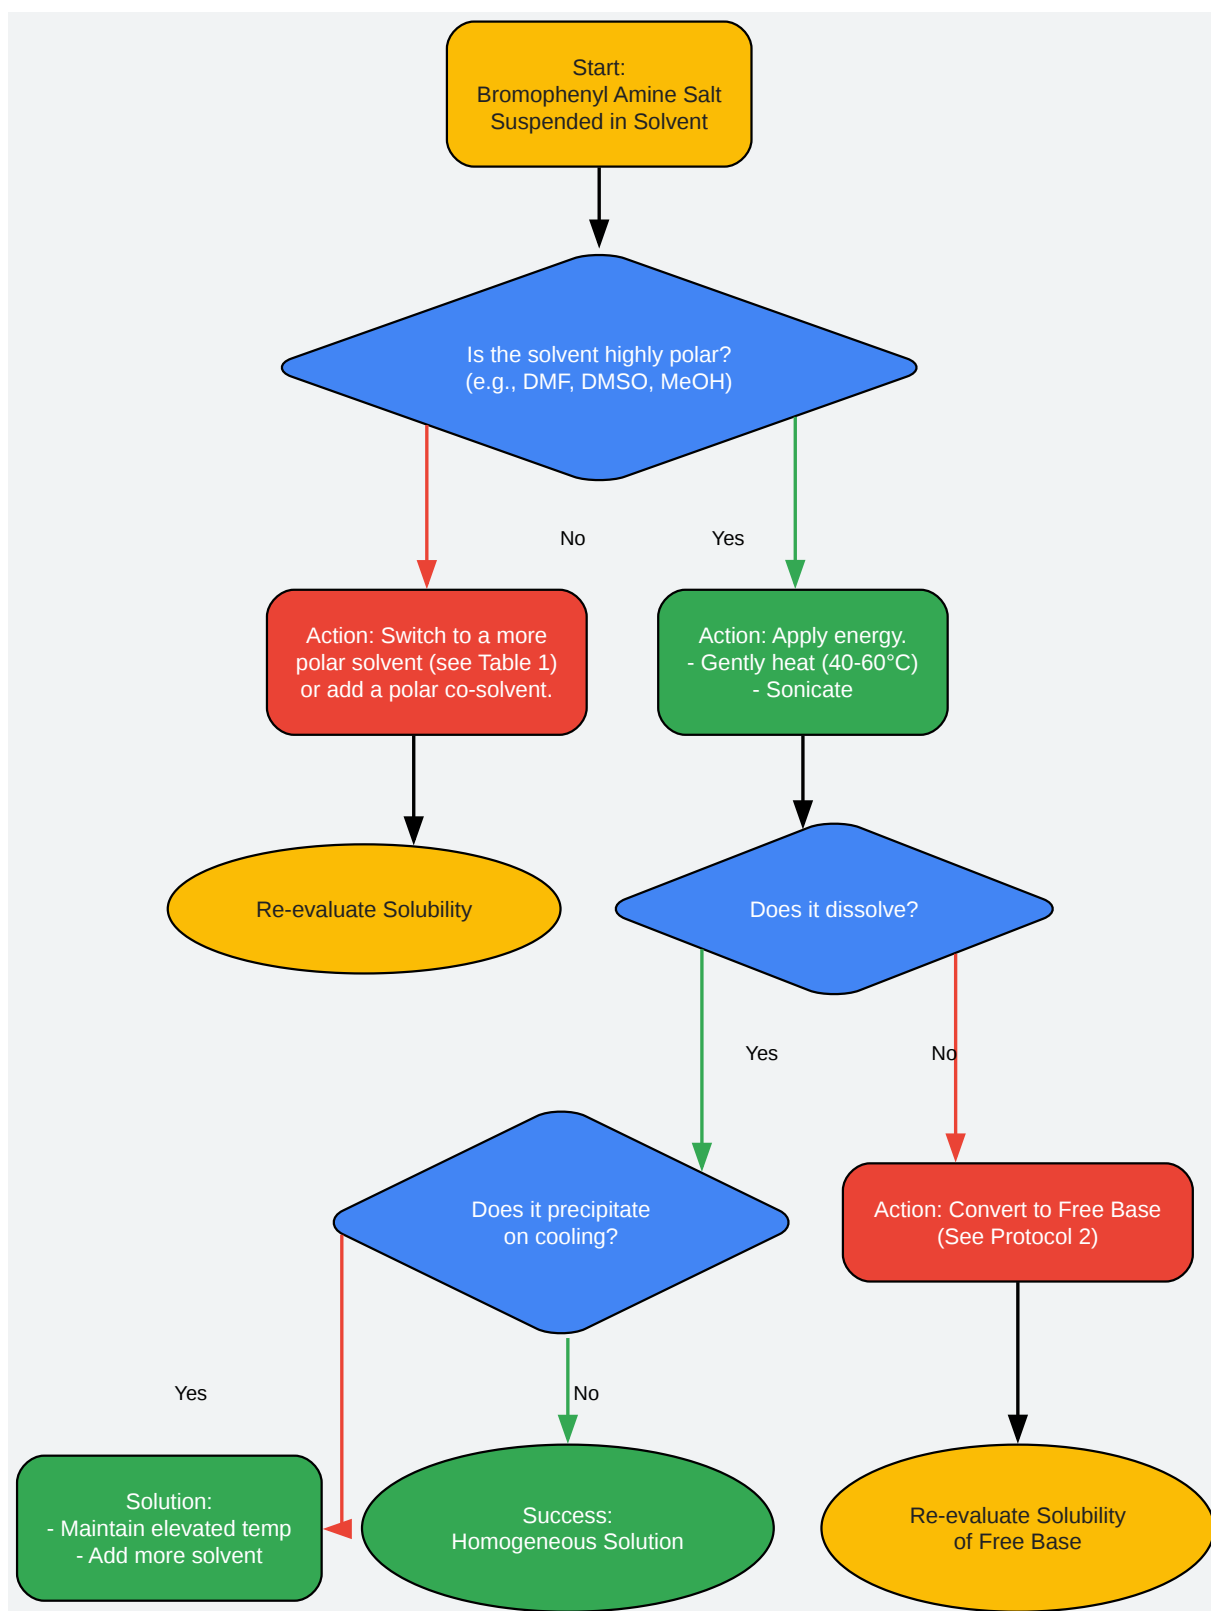 Start:
Bromophenyl Amine Salt
Suspended in Solvent
Is the solvent highly polar?
(e.g., DMF, DMSO, MeOH)
No
Yes
Action: Switch to a more
polar solvent (see Table 1)
or add a polar co-solvent.
Action: Apply energy.
- Gently heat (40-60°C)
- Sonicate
Re-evaluate Solubility
Does it dissolve?
Yes
No
Does it precipitate
on cooling?
Action: Convert to Free Base
(See Protocol 2)
Yes
No
Solution:
- Maintain elevated temp
- Add more solvent
Success:
Homogeneous Solution
Re-evaluate Solubility
of Free Base